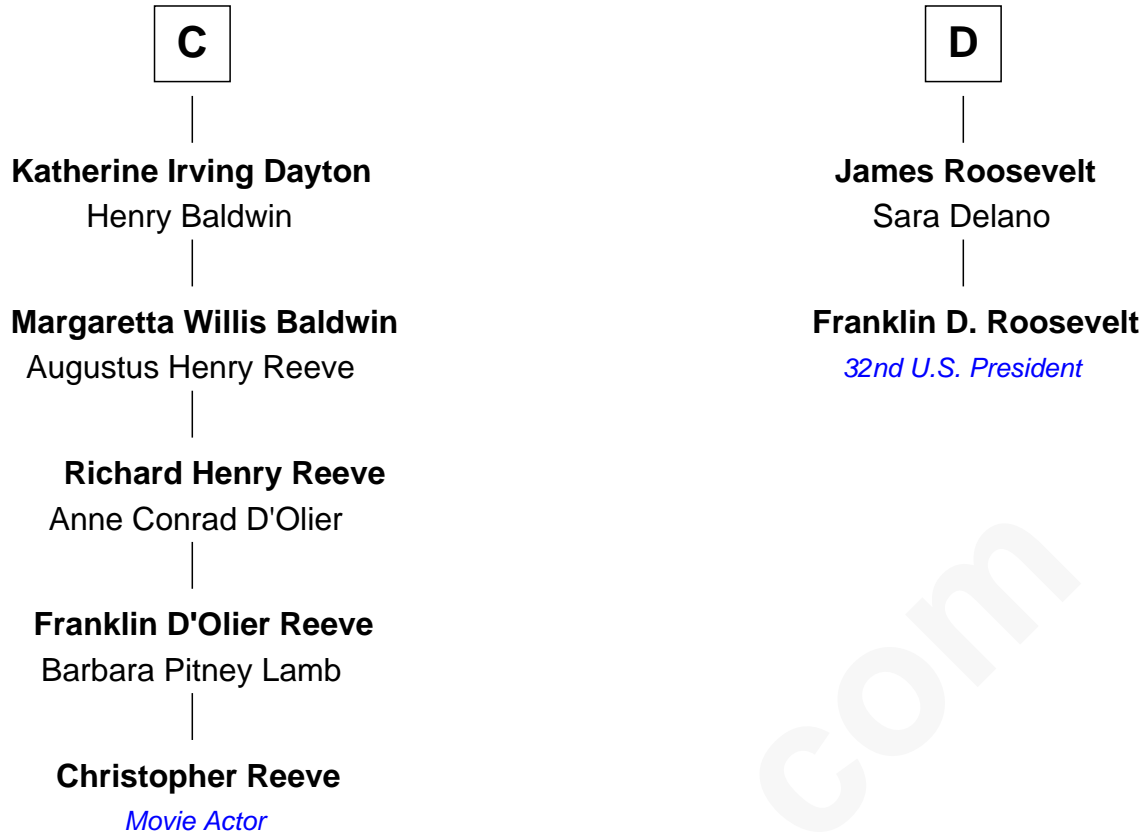 C
Katherine Irving Dayton
Henry Baldwin
Margaretta Willis Baldwin
Augustus Henry Reeve
Richard Henry Reeve
Anne Conrad D'Olier
Franklin D'Olier Reeve
Barbara Pitney Lamb
Christopher Reeve
Movie Actor
D
James Roosevelt
Sara Delano
Franklin D. Roosevelt
32nd U.S. President
com